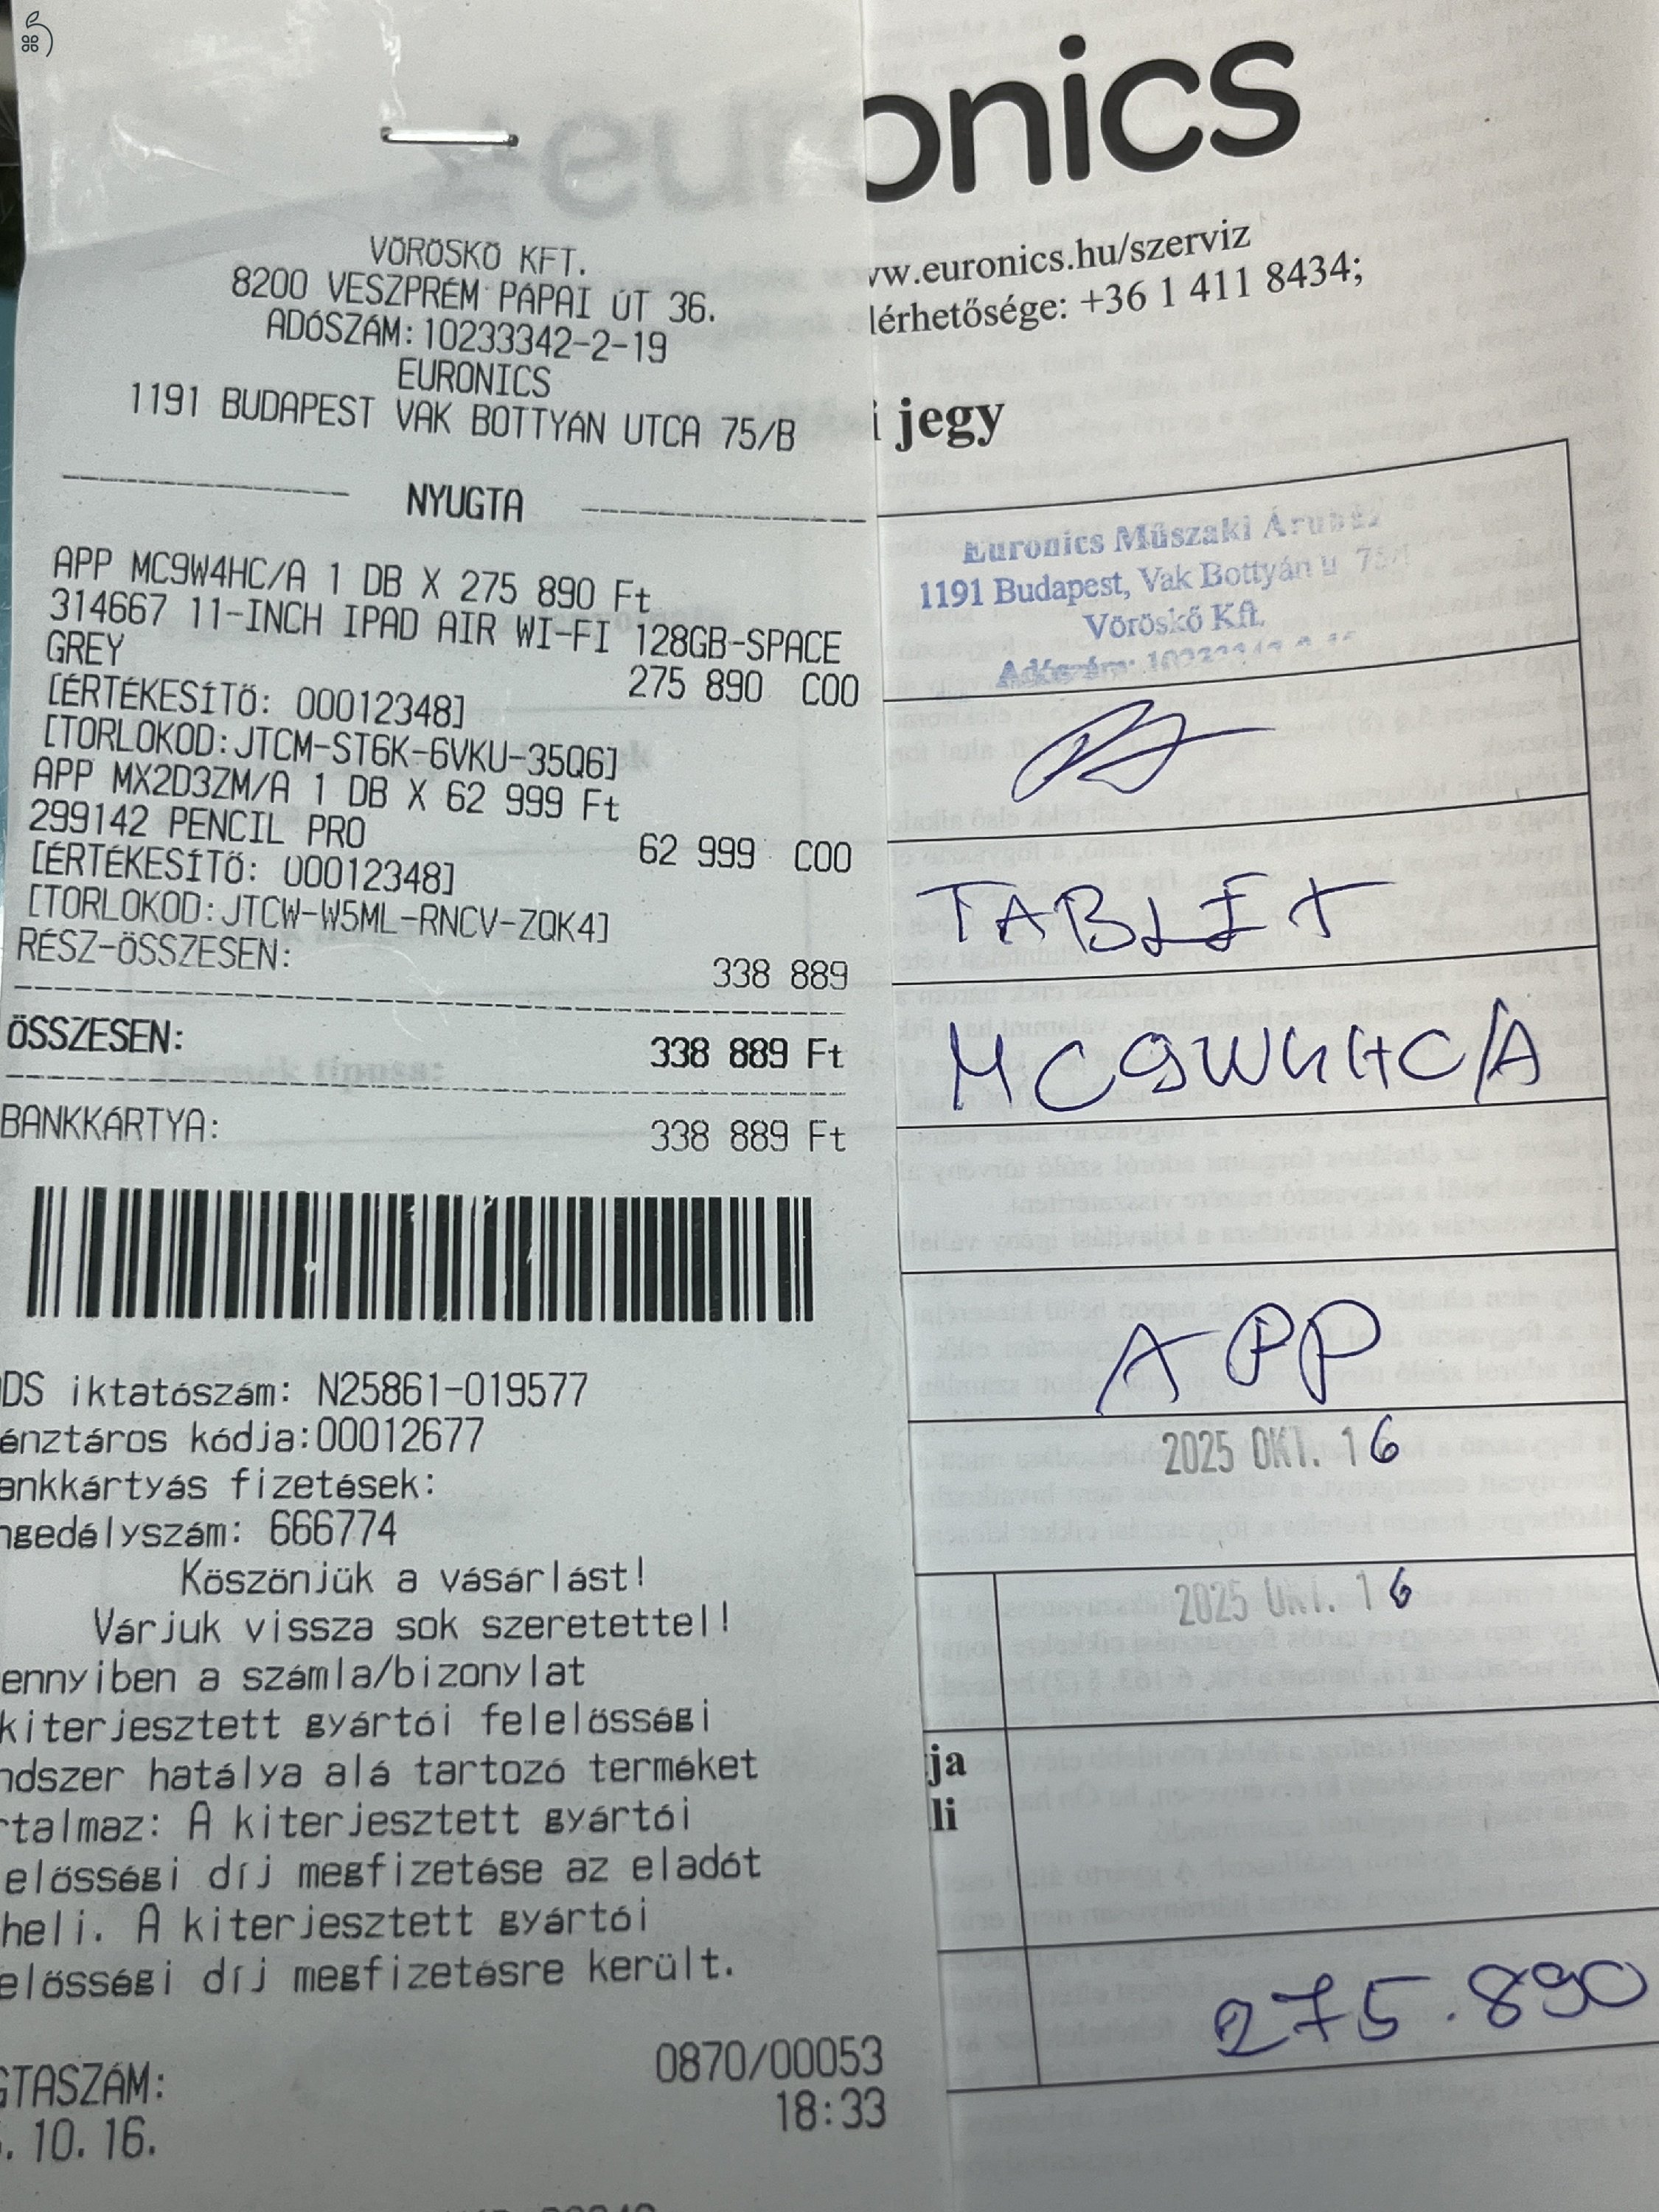 VÖRÖSKŐ KFT.
8200 VESZPRÉM PÁPAI ÚT 36.
ADÓSZÁM:10233342-2-19
EURONICS
1191 BUDAPEST VAK BOTTYÁN UTCA 75/B
NYUGTA
APP MC9W4HC/A 1 DB X 275 890 Ft
314667 11-INCH IPAD AIR WI-FI 128GB-SPACE
GREY
275 890 C00
[ÉRTÉKESÍTŐ: 00012348]
[TORLOKOD:JTCM-ST6K-6VKU-35Q6]
APP MX2D3ZM/A 1 DB X 62 999 Ft
299142 PENCIL PRO
62 999 C00
[ÉRTÉKESÍTŐ: 00012348]
[TORLOKOD:JTCW-W5ML-RNCV-ZQK4]
RÉSZ-ÖSSZESEN:
338 889
ÖSSZESEN:
338 889 Ft
BANKKÁRTYA:
338 889 Ft
DS iktatószám: N25861-019577
énztáros kódja:00012677
ankkártyás fizetések:
ngedélyszám: 666774
Köszönjük a vásárlást!
Várjuk vissza sok szeretettel!
ennyiben a számla/bizonylat
kiterjesztett gyártói felelősségi
ndszer hatálya alá tartozó terméket
rtalmaz: A kiterjesztett gyártói
elősségi díj megfizetése az eladót
heli. A kiterjesztett gyártói
elősségi díj megfizetésre került.
GTASZÁM:
0870/00053
. 10. 16.
18:33
onics
ww.euronics.hu/szerviz
lérhetősége: +36 1 411 8434;
i jegy
Euronics Műszaki Áruház
1191 Budapest, Vak Bottyán u 75/
Vöröskő Kft.
Adószám:
TABLET
MC9W4HC/A
APP
2025 OKT. 16
2025 OKT. 16
ja
li
275.890